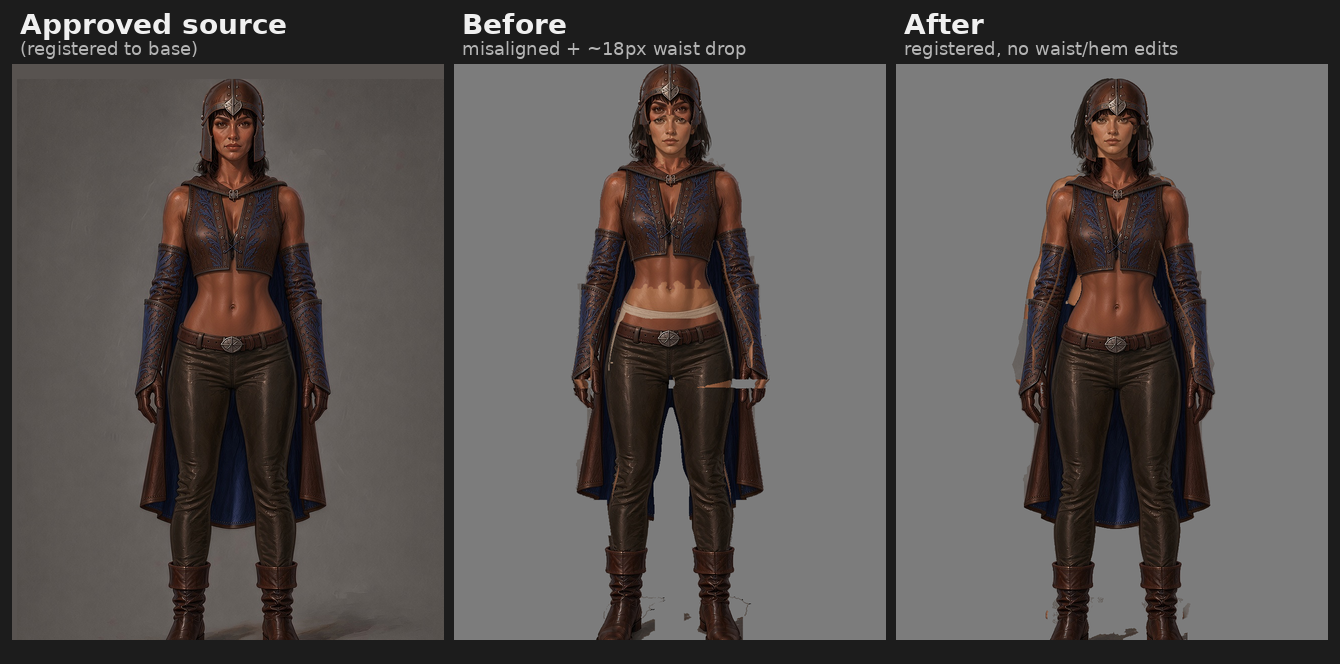 Approved source
(registered to base)
Before
misaligned + ~18px waist drop
After
registered, no waist/hem edits